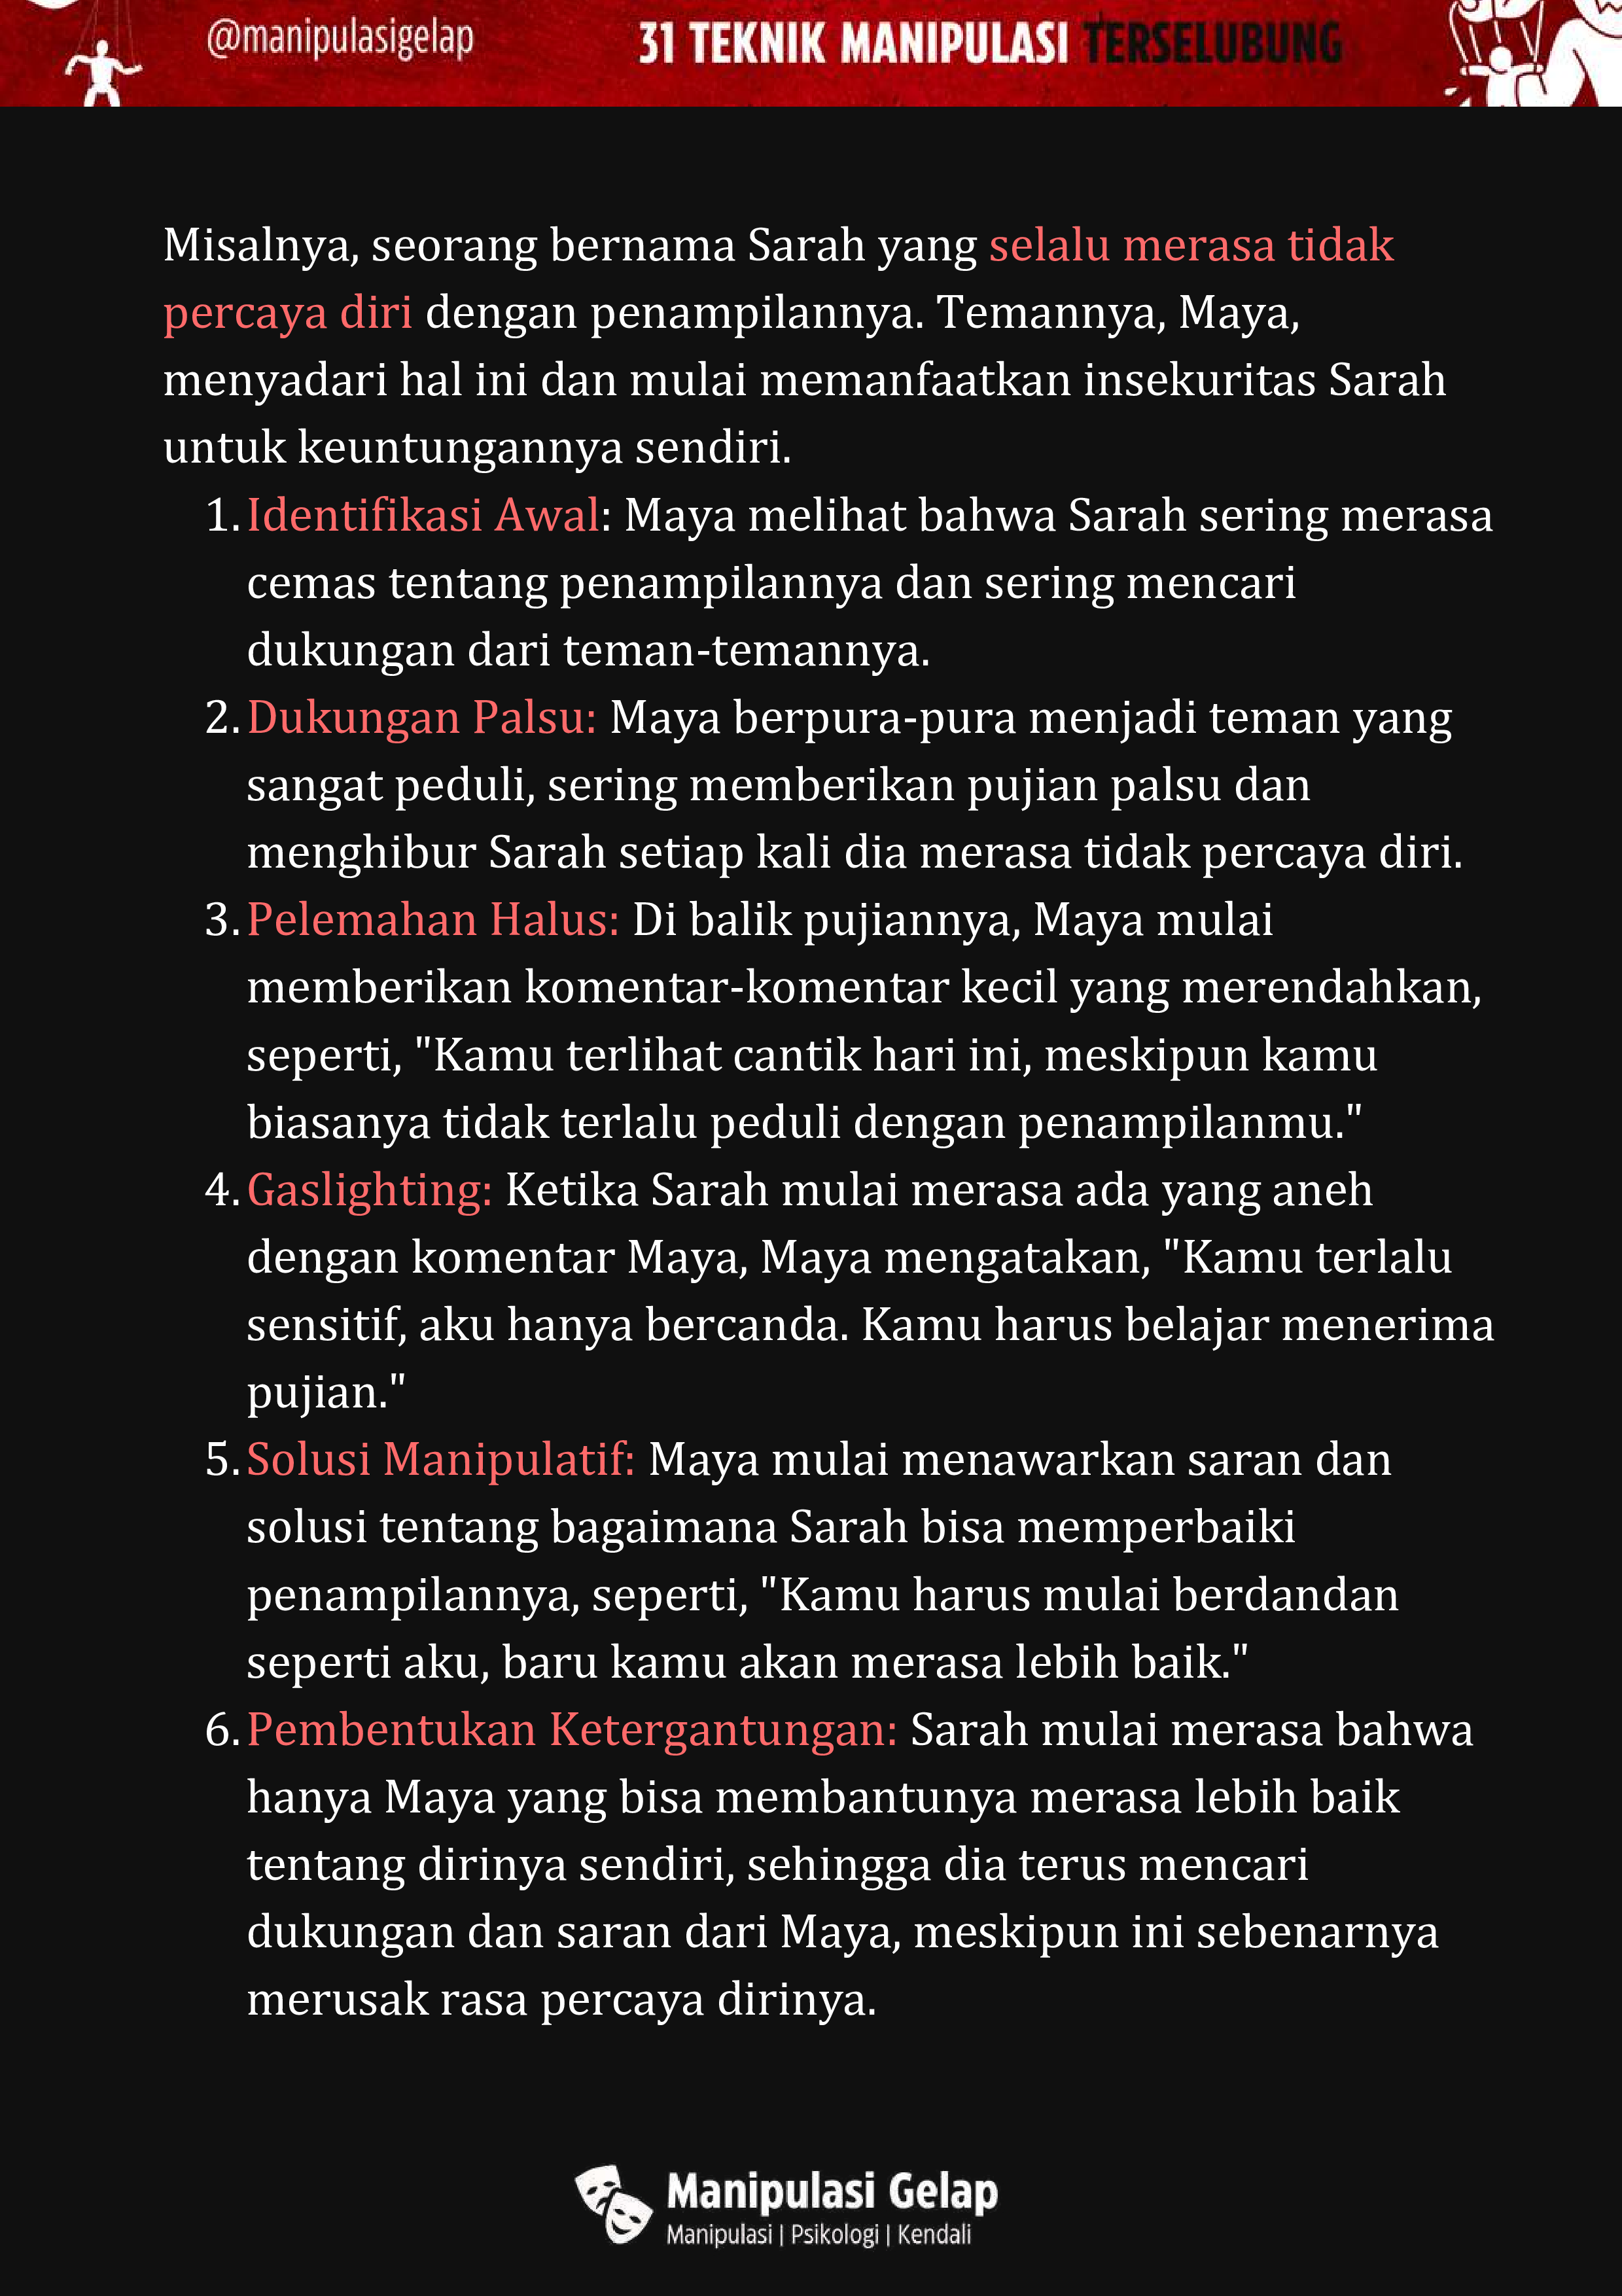 @manipulasigelap
31 TEKNIK MANIPULASI TERSELUBUNG
Misalnya, seorang bernama Sarah yang selalu merasa tidak
percaya diri dengan penampilannya. Temannya, Maya,
menyadari hal ini dan mulai memanfaatkan insekuritas Sarah
untuk keuntungannya sendiri.
1. Identifikasi Awal: Maya melihat bahwa Sarah sering merasa
cemas tentang penampilannya dan sering mencari
dukungan dari teman-temannya.
2. Dukungan Palsu: Maya berpura-pura menjadi teman yang
sangat peduli, sering memberikan pujian palsu dan
menghibur Sarah setiap kali dia merasa tidak percaya diri.
3. Pelemahan Halus: Di balik pujiannya, Maya mulai
memberikan komentar-komentar kecil yang merendahkan,
seperti, "Kamu terlihat cantik hari ini, meskipun kamu
biasanya tidak terlalu peduli dengan penampilanmu."
4. Gaslighting: Ketika Sarah mulai merasa ada yang aneh
dengan komentar Maya, Maya mengatakan, "Kamu terlalu
sensitif, aku hanya bercanda. Kamu harus belajar menerima
pujian."
5. Solusi Manipulatif: Maya mulai menawarkan saran dan
solusi tentang bagaimana Sarah bisa memperbaiki
penampilannya, seperti, "Kamu harus mulai berdandan
seperti aku, baru kamu akan merasa lebih baik."
6. Pembentukan Ketergantungan: Sarah mulai merasa bahwa
hanya Maya yang bisa membantunya merasa lebih baik
tentang dirinya sendiri, sehingga dia terus mencari
dukungan dan saran dari Maya, meskipun ini sebenarnya
merusak rasa percaya dirinya.
Manipulasi Gelap
Manipulasi | Psikologi | Kendali